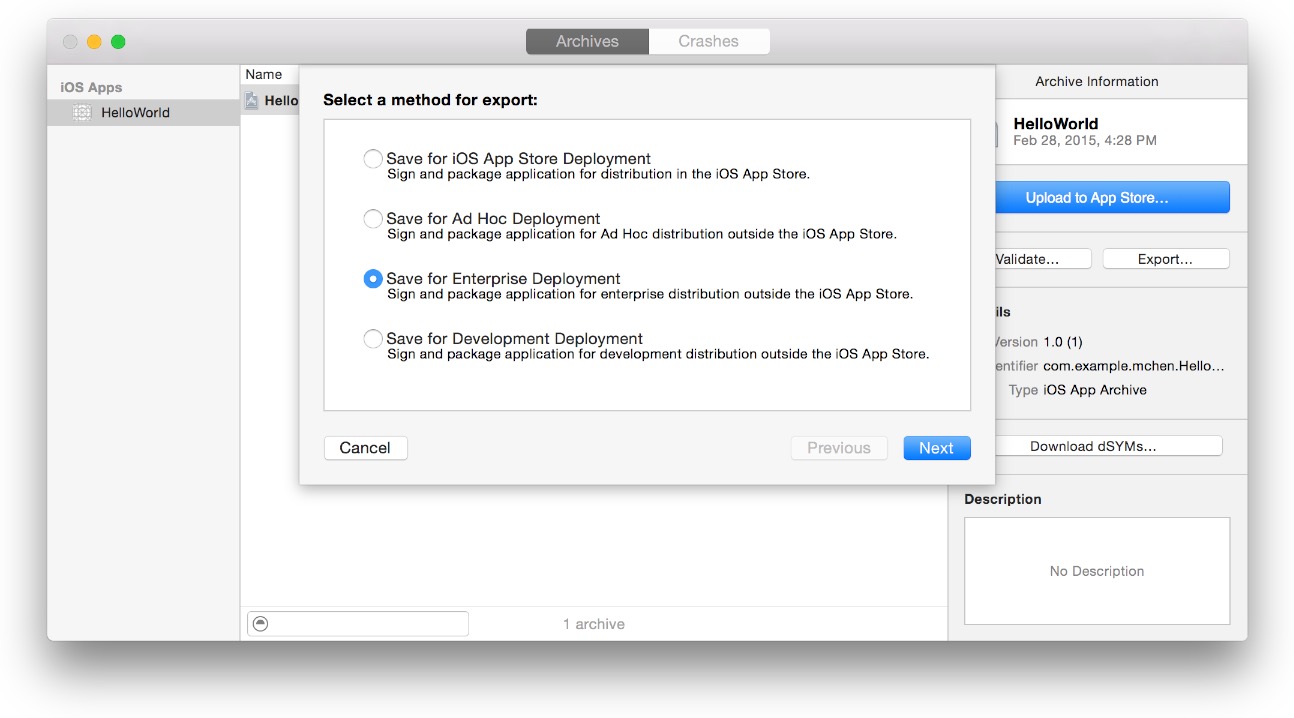 Archives
Crashes
iOS Apps
HelloWorld
Name
Hello
Select a method for export:
Save for iOS App Store Deployment
Sign and package application for distribution in the iOS App Store.
Save for Ad Hoc Deployment
Sign and package application for Ad Hoc distribution outside the iOS App Store.
Save for Enterprise Deployment
Sign and package application for enterprise distribution outside the iOS App Store.
Save for Development Deployment
Sign and package application for development distribution outside the iOS App Store.
Cancel
Previous
Next
1 archive
Archive Information
HelloWorld
Feb 28, 2015, 4:28 PM
Upload to App Store...
Validate...
Export...
ils
Version 1.0 (1)
entifier com.example.mchen.Hello...
Type iOS App Archive
Download dSYMs...
Description
No Description